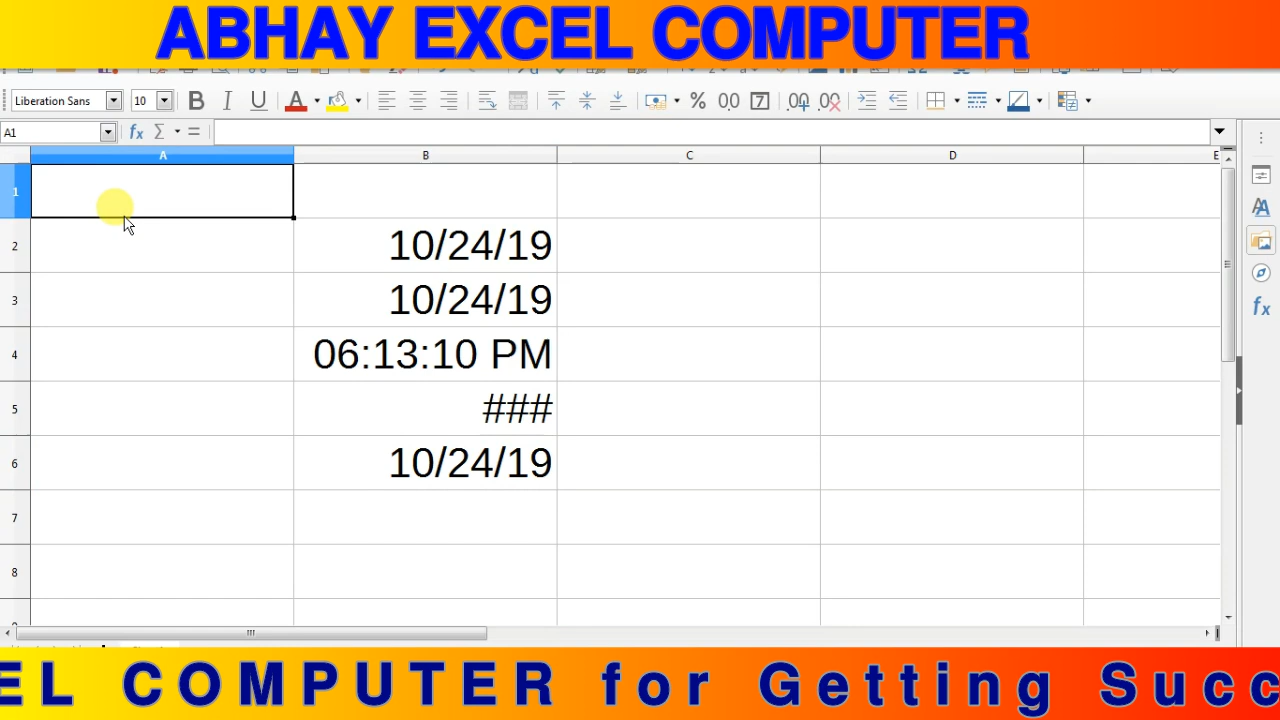 ABHAY EXCEL COMPUTER
Liberation Sans 10
A1
A B C D E
1
2 10/24/19
3 10/24/19
4 06:13:10 PM
5 ###
6 10/24/19
7
8
EL COMPUTER for Getting Succ